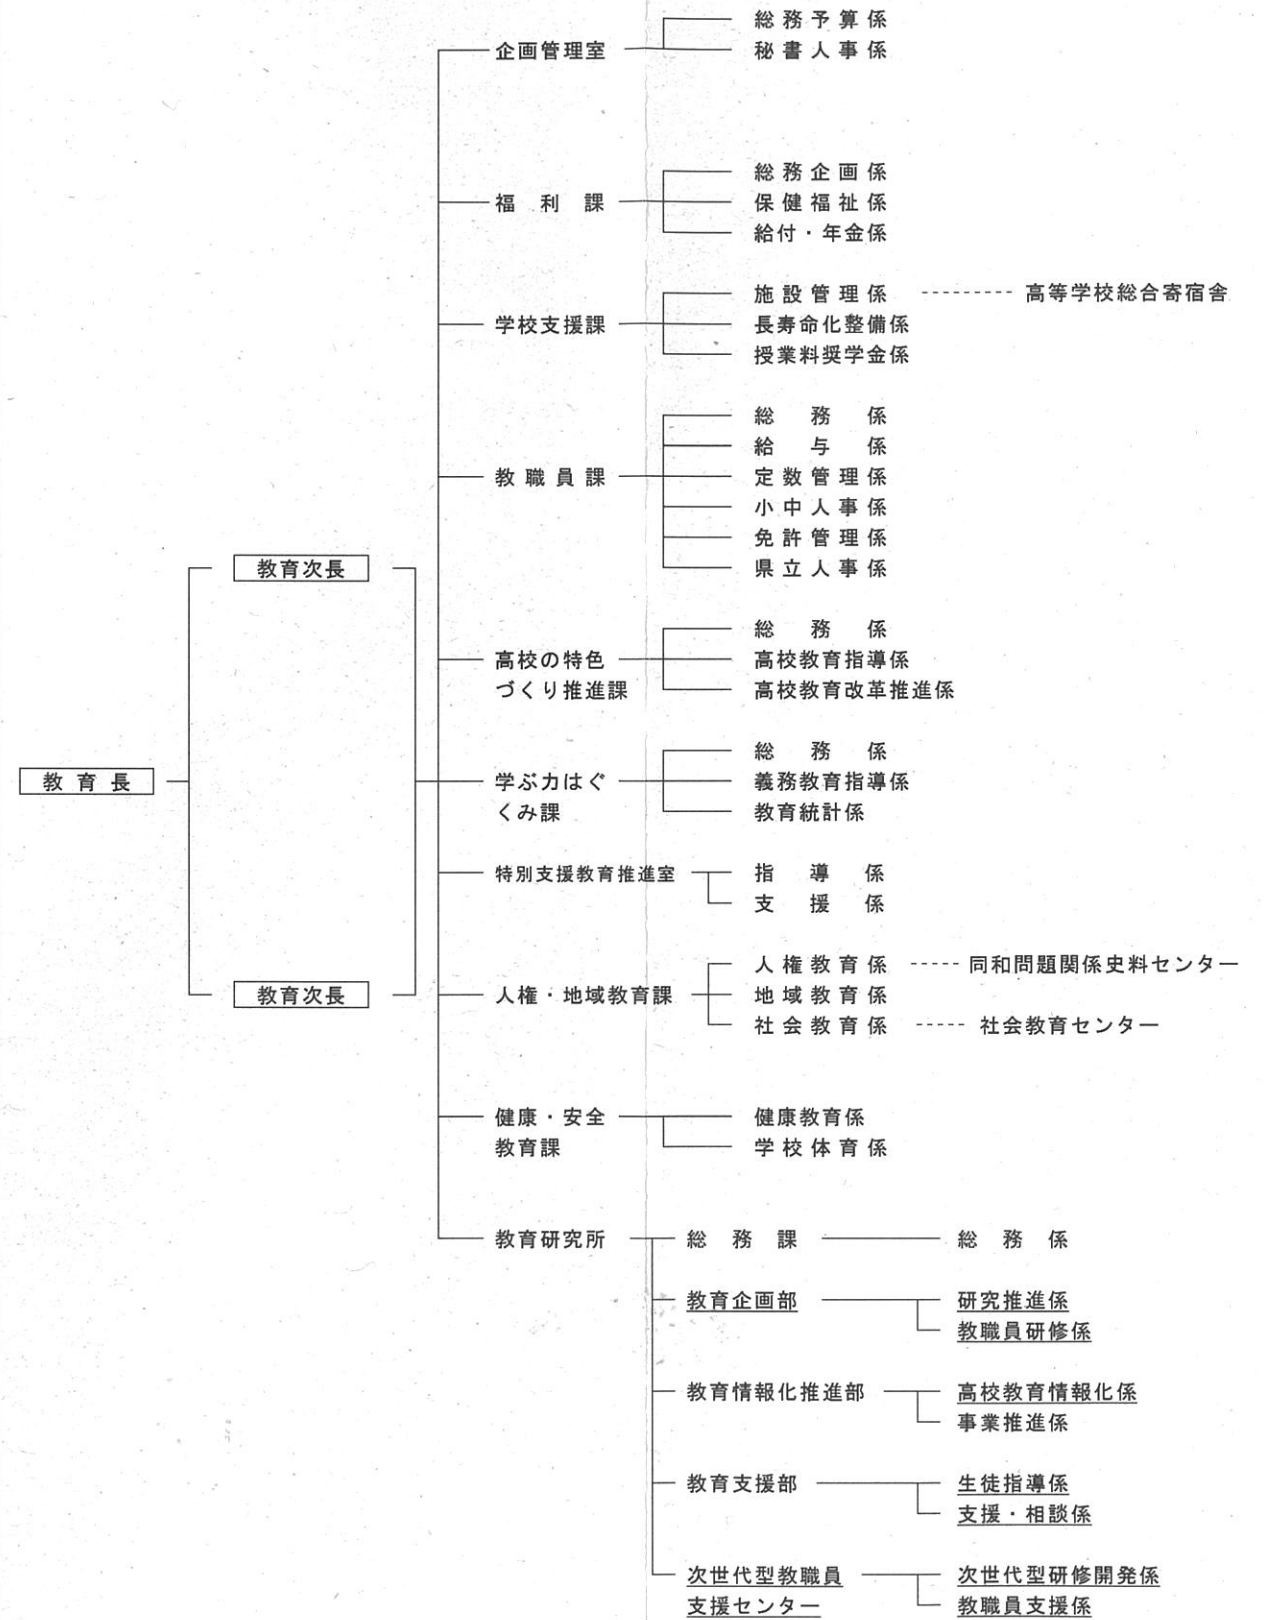 総務予算係
企画管理室
秘書人事係
総務企画係
福利課
保健福祉係
給付・年金係
施設管理係
高等学校総合寄宿舎
学校支援課
長寿命化整備係
授業料奨学金係
総務係
給与係
教職員課
定数管理係
小中人事係
免許管理係
教育次長
県立人事係
総務係
高校の特色
高校教育指導係
づくり推進課
高校教育改革推進係
総務係
教育長
学ぶ力はぐ
義務教育指導係
くみ課
教育統計係
特別支援教育推進室
指導係
支援係
人権教育係
同和問題関係史料センター
教育次長
人権・地域教育課
地域教育係
社会教育係
社会教育センター
健康・安全
健康教育係
教育課
学校体育係
教育研究所
総務課
総務係
教育企画部
研究推進係
教職員研修係
教育情報化推進部
高校教育情報化係
事業推進係
教育支援部
生徒指導係
支援・相談係
次世代型教職員
次世代型研修開発係
支援センター
教職員支援係